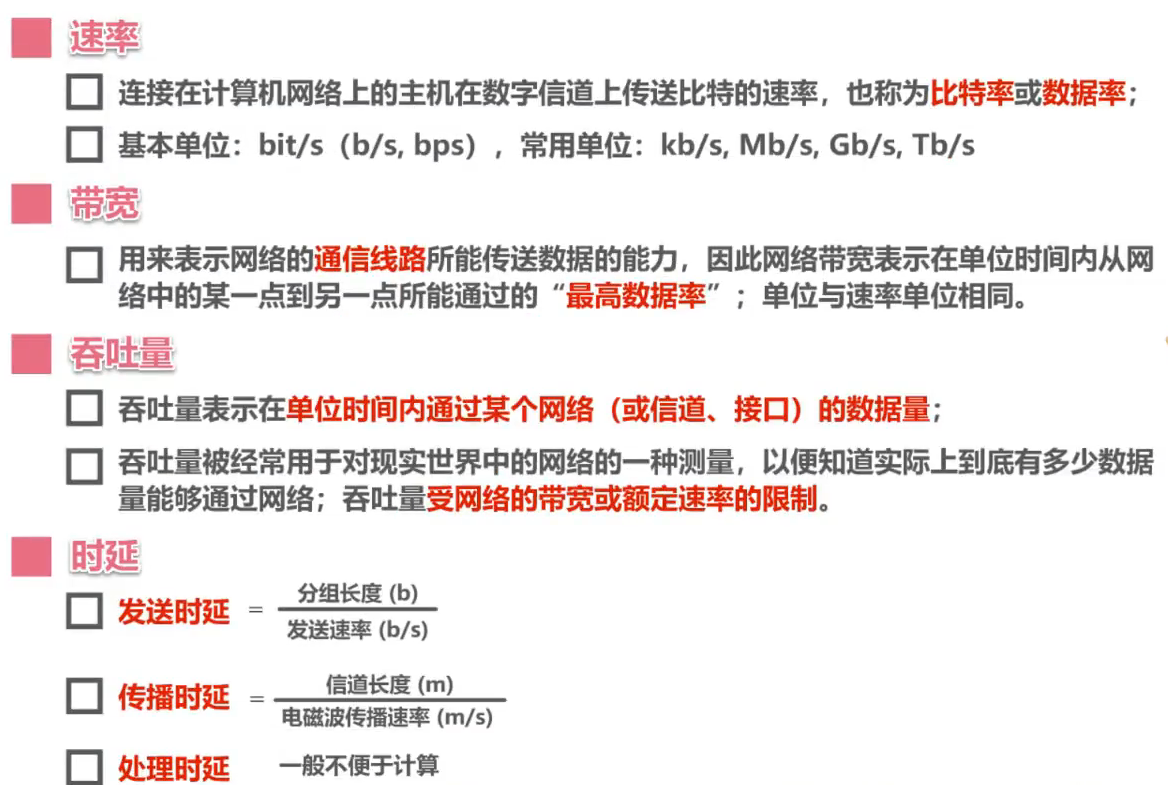 速率
连接在计算机网络上的主机在数字信道上传送比特的速率，也称为比特率或数据率；
基本单位：bit/s（b/s, bps），常用单位：kb/s, Mb/s, Gb/s, Tb/s
带宽
用来表示网络的通信线路所能传送数据的能力，因此网络带宽表示在单位时间内从网
络中的某一点到另一点所能通过的“最高数据率”；单位与速率单位相同。
吞吐量
吞吐量表示在单位时间内通过某个网络（或信道、接口）的数据量；
吞吐量被经常用于对现实世界中的网络的一种测量，以便知道实际上到底有多少数据
量能够通过网络；吞吐量受网络的带宽或额定速率的限制。
时延
分组长度 (b)
发送时延 =
发送速率 (b/s)
信道长度 (m)
传播时延 =
电磁波传播速率 (m/s)
处理时延 一般不便于计算